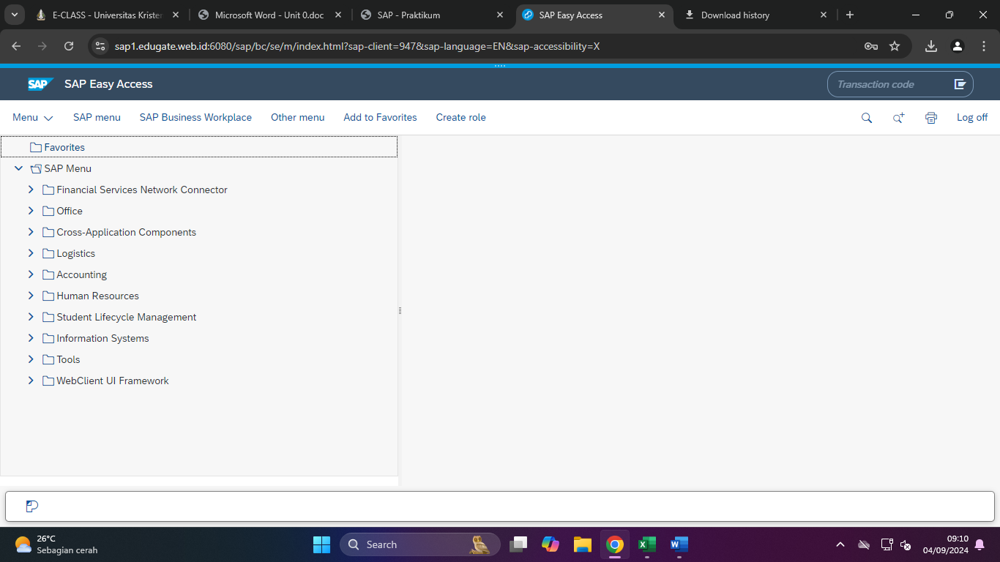 E-CLASS - Universitas Kristen
Microsoft Word - Unit 0.doc
SAP - Praktikum
SAP Easy Access
Download history
sap1.edugate.web.id:6080/sap/bc/se/m/index.html?sap-client=947&sap-language=EN&sap-accessibility=X
SAP
SAP Easy Access
Transaction code
Menu
SAP menu
SAP Business Workplace
Other menu
Add to Favorites
Create role
Log off
Favorites
SAP Menu
Financial Services Network Connector
Office
Cross-Application Components
Logistics
Accounting
Human Resources
Student Lifecycle Management
Information Systems
Tools
WebClient UI Framework
26°C
Sebagian cerah
Search
09:10
04/09/2024